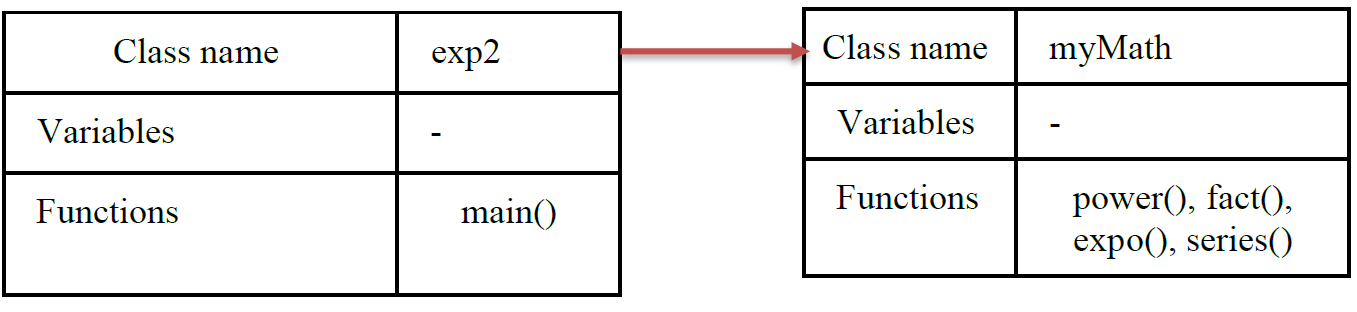 Class name exp2
Variables -
Functions main()
Class name myMath
Variables -
Functions power(), fact(),
expo(), series()